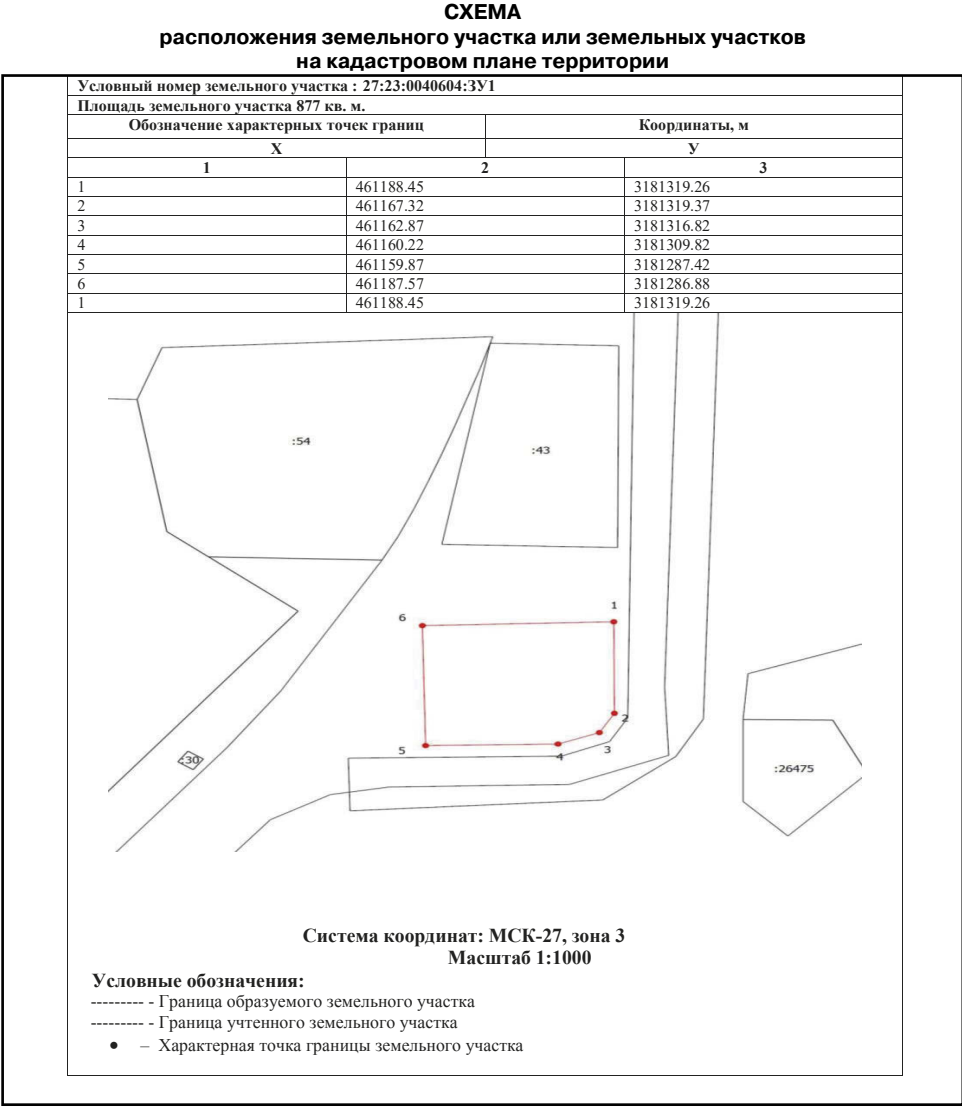 СХЕМА
расположения земельного участка или земельных участков
на кадастровом плане территории
Условный номер земельного участка : 27:23:0040604:ЗУ1
Площадь земельного участка 877 кв. м.
Обозначение характерных точек границ Координаты, м
X У
1 2 3
1 461188.45 3181319.26
2 461167.32 3181319.37
3 461162.87 3181316.82
4 461160.22 3181309.82
5 461159.87 3181287.42
6 461187.57 3181286.88
1 461188.45 3181319.26
:54
:43
6
1
2
5
4
3
:30
:26475
Система координат: МСК-27, зона 3
Масштаб 1:1000
Условные обозначения:
--------- - Граница образуемого земельного участка
--------- - Граница учтенного земельного участка
● – Характерная точка границы земельного участка